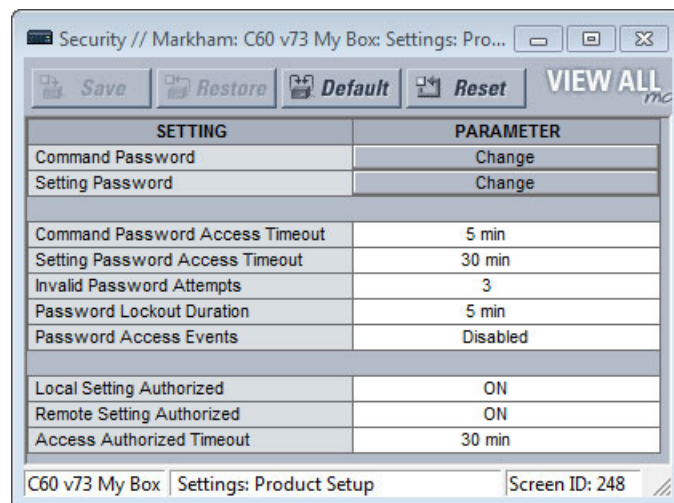 Security // Markham: C60 v73 My Box: Settings: Pro...
Save Restore Default Reset VIEW ALL
mo
SETTING PARAMETER
Command Password Change
Setting Password Change
Command Password Access Timeout 5 min
Setting Password Access Timeout 30 min
Invalid Password Attempts 3
Password Lockout Duration 5 min
Password Access Events Disabled
Local Setting Authorized ON
Remote Setting Authorized ON
Access Authorized Timeout 30 min
C60 v73 My Box Settings: Product Setup Screen ID: 248